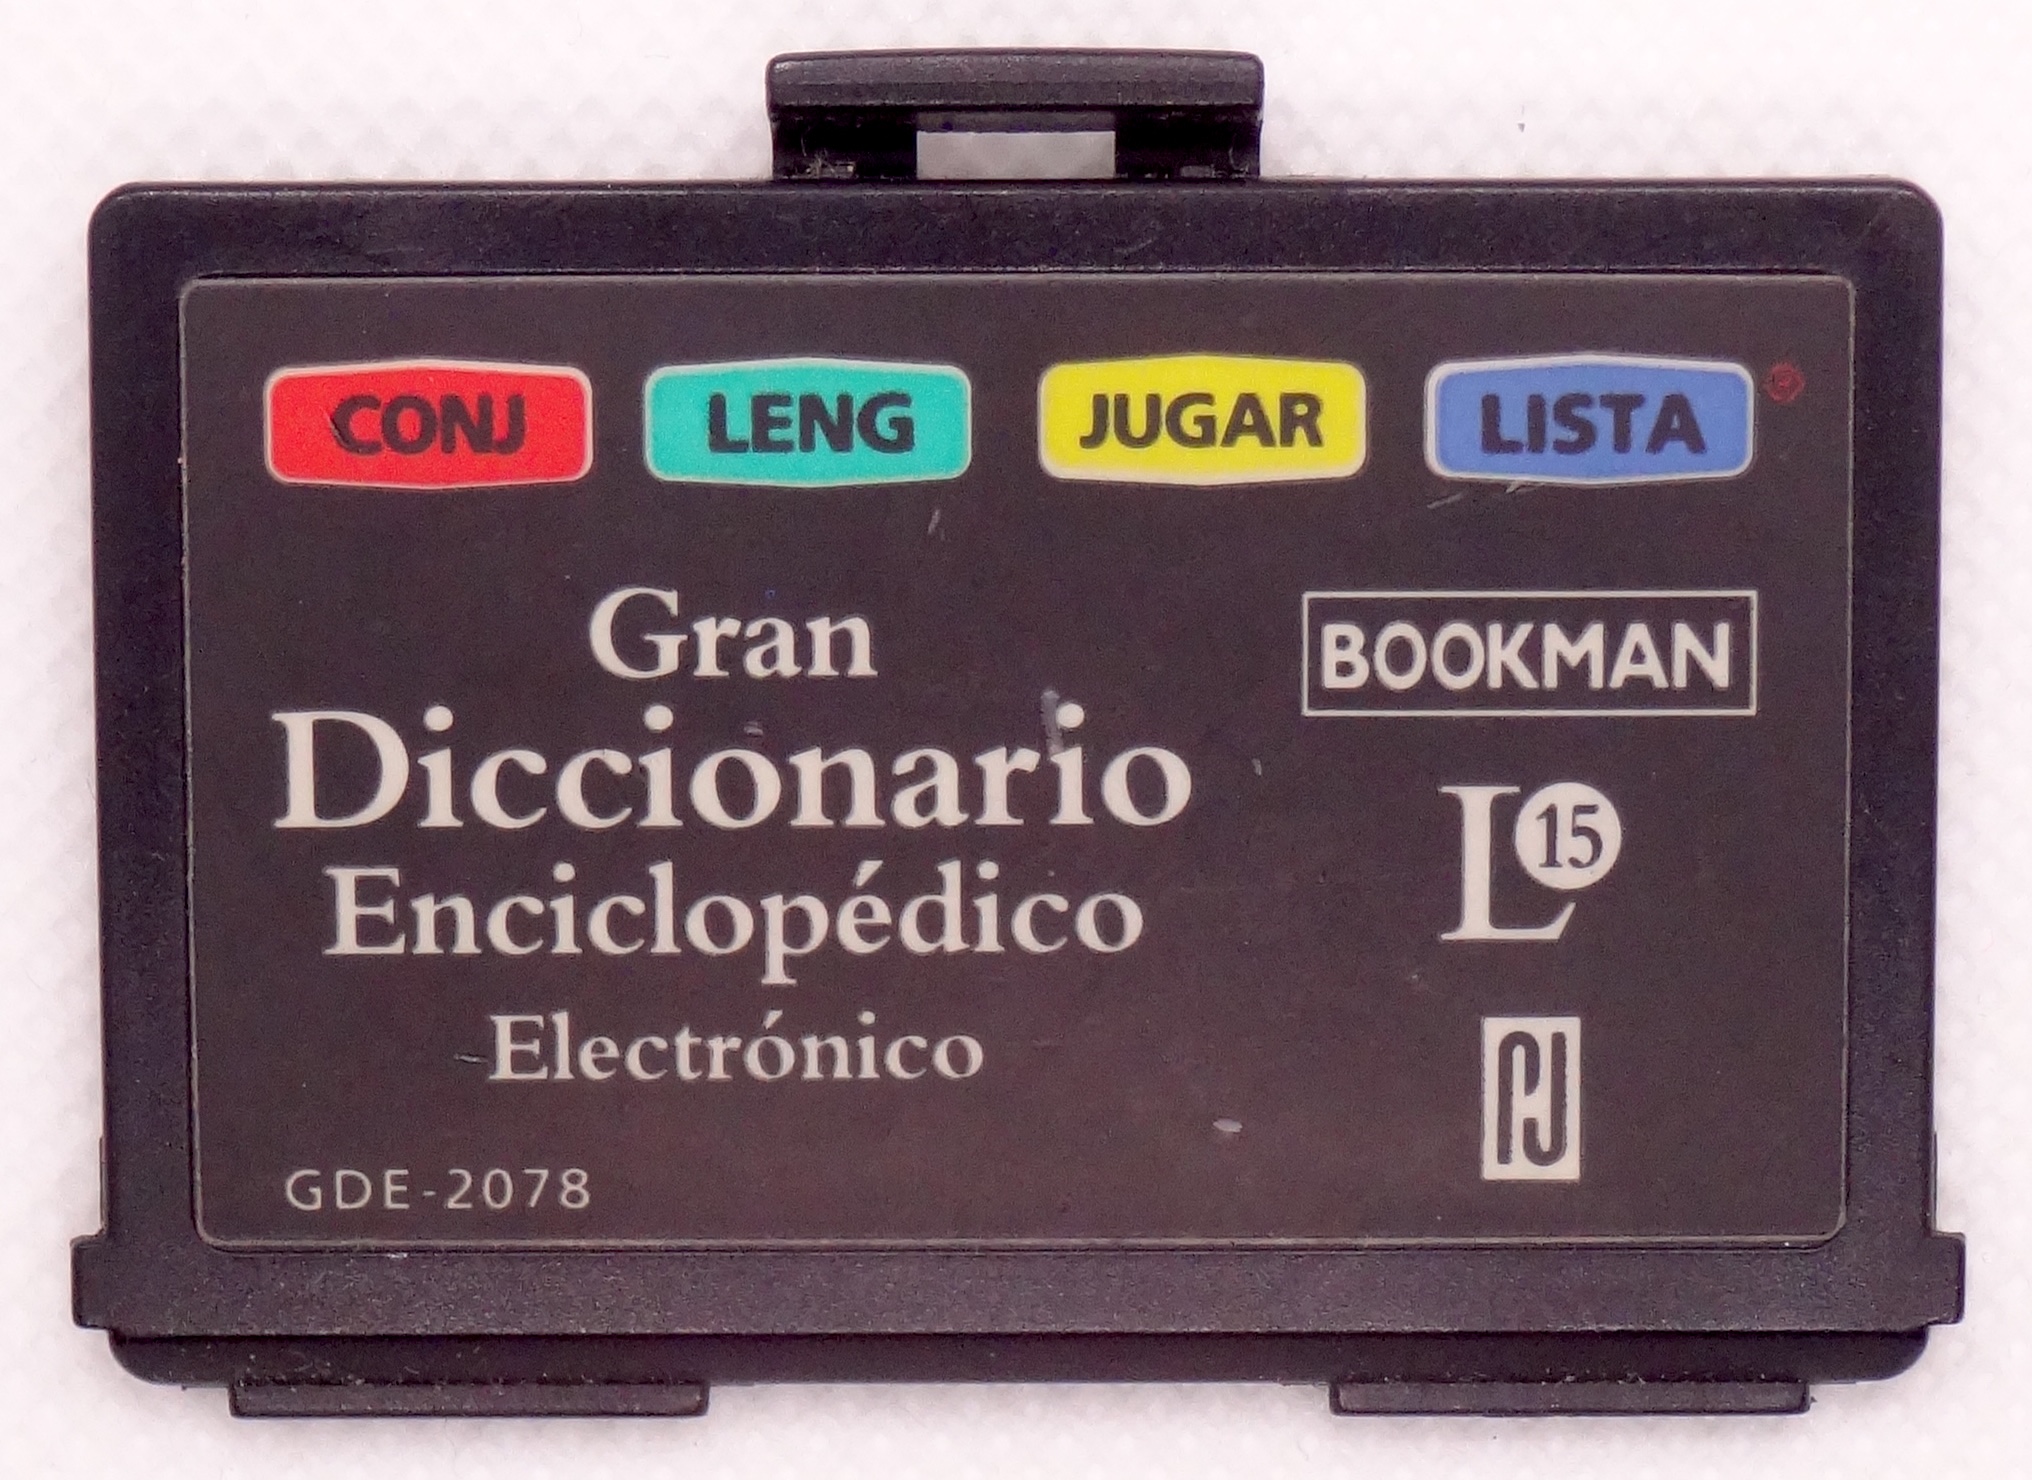 CONJ LENG JUGAR LISTA
Gran
Diccionario
Enciclopédico
Electrónico
GDE-2078
BOOKMAN
L15